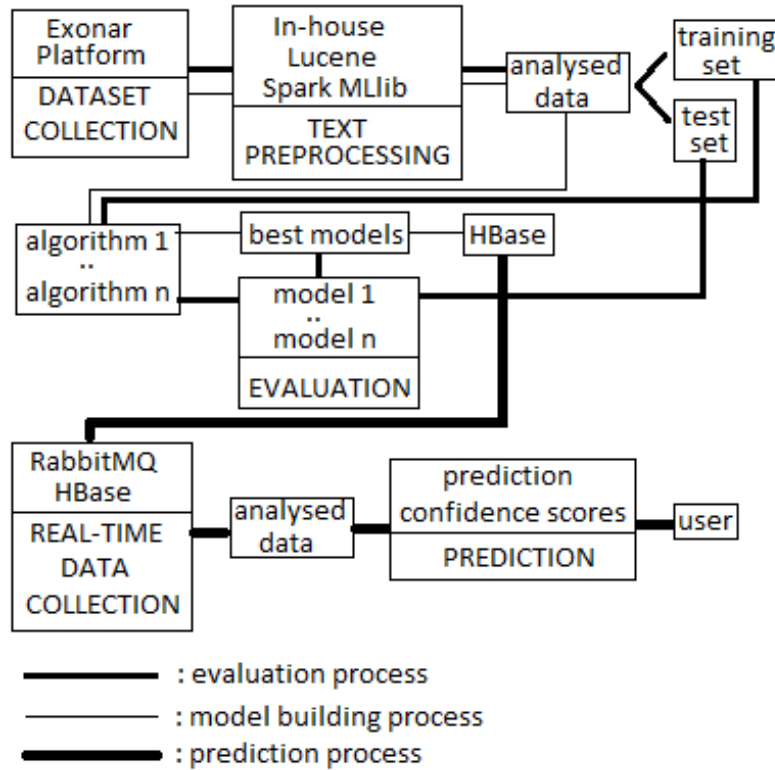 Exonar
Platform
DATASET
COLLECTION
In-house
Lucene
Spark MLlib
TEXT
PREPROCESSING
analysed
data
training
set
test
set
algorithm 1
..
algorithm n
best models
HBase
model 1
..
model n
EVALUATION
RabbitMQ
HBase
REAL-TIME
DATA
COLLECTION
analysed
data
prediction
confidence scores
PREDICTION
user
: evaluation process
: model building process
: prediction process